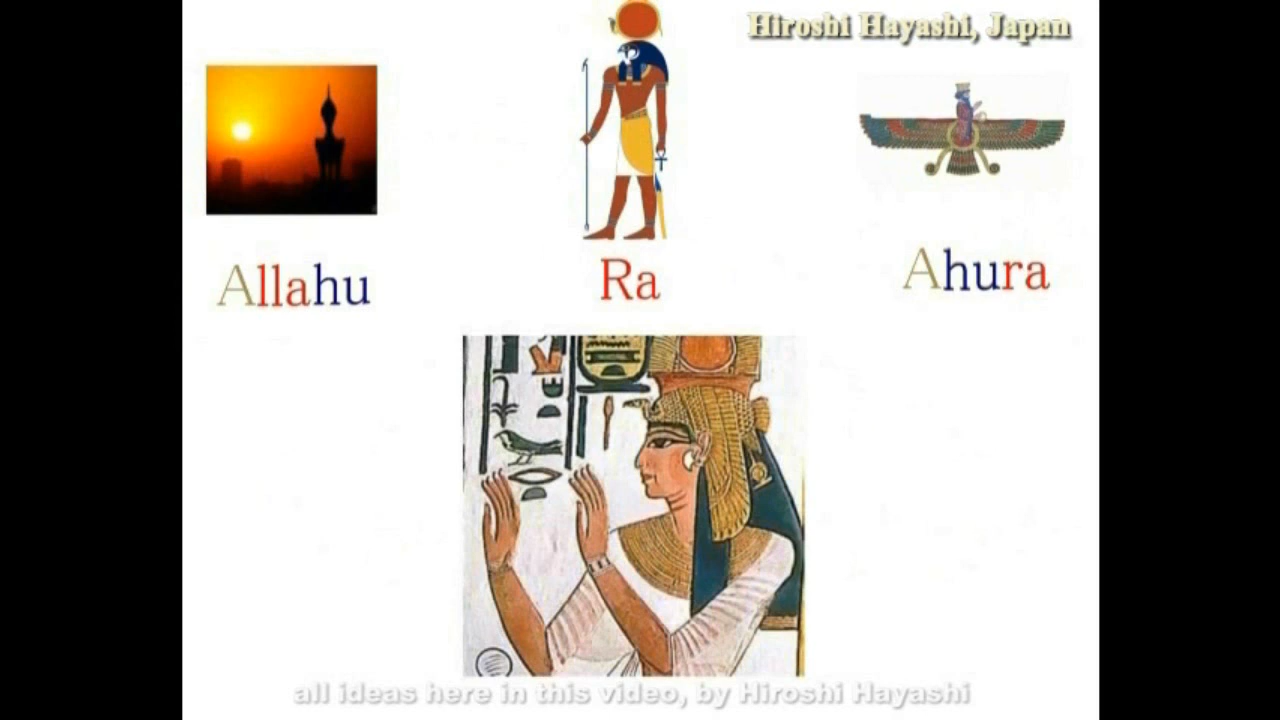 Hiroshi Hayashi, Japan
Allahu
Ra
Ahura
all ideas here in this video, by Hiroshi Hayashi